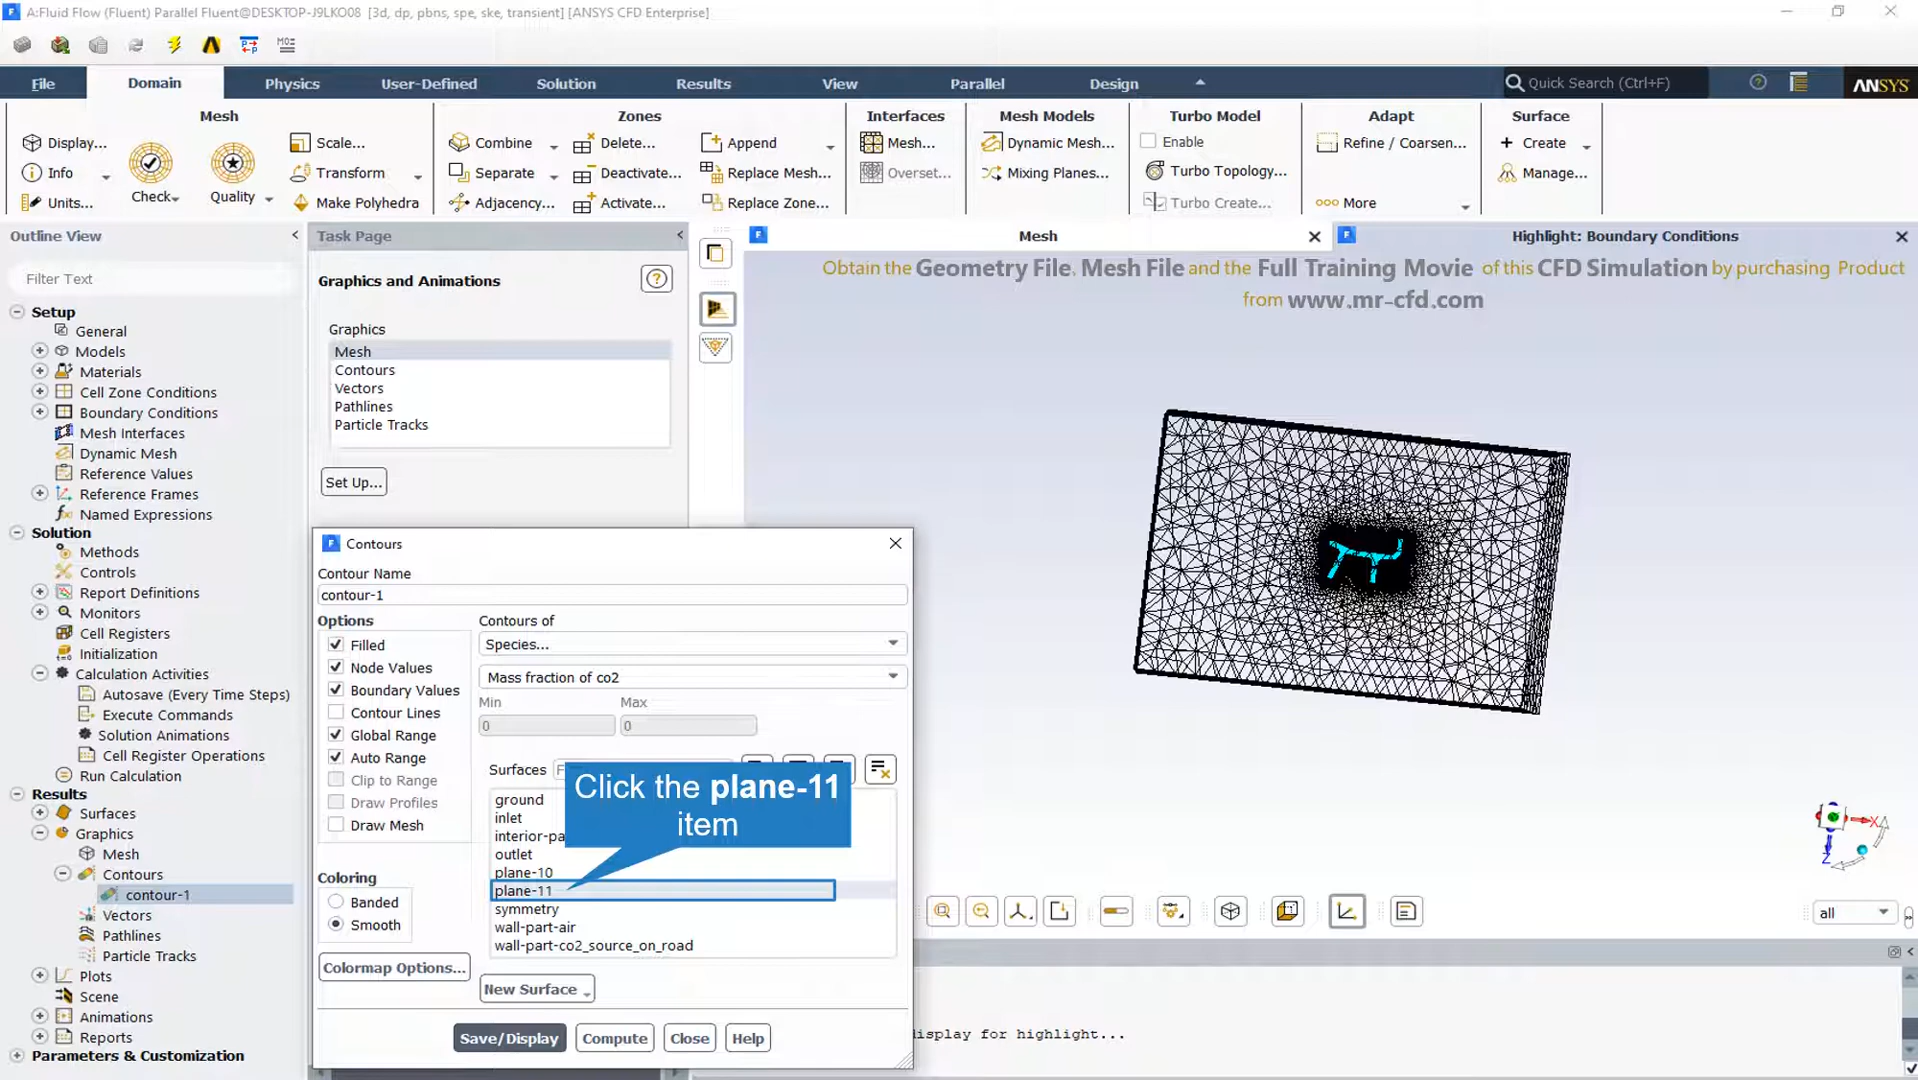 A:Fluid Flow (Fluent) Parallel Fluent@DESKTOP-J9LKO08 [3d, dp, pbns, spe, ske, transient] [ANSYS CFD Enterprise]
File Domain Physics User-Defined Solution Results View Parallel Design Quick Search (Ctrl+F) ANSYS
Mesh Zones Interfaces Mesh Models Turbo Model Adapt Surface
Display... Scale... Combine Delete... Append Mesh... Dynamic Mesh... Enable Refine / Coarsen... Create
Info Transform Separate Deactivate... Replace Mesh... Overset... Mixing Planes... Turbo Topology... Manage...
Check Quality
Units... Make Polyhedra Adjacency... Activate... Replace Zone... Turbo Create... More
Outline View
Filter Text
Setup
General
Models
Materials
Cell Zone Conditions
Boundary Conditions
Mesh Interfaces
Dynamic Mesh
Reference Values
Reference Frames
Named Expressions
Solution
Methods
Controls
Report Definitions
Monitors
Cell Registers
Initialization
Calculation Activities
Autosave (Every Time Steps)
Execute Commands
Solution Animations
Cell Register Operations
Run Calculation
Results
Surfaces
Graphics
Mesh
Contours
contour-1
Vectors
Pathlines
Particle Tracks
Plots
Scene
Animations
Reports
Parameters & Customization
Task Page
Graphics and Animations
Graphics
Mesh
Contours
Vectors
Pathlines
Particle Tracks
Set Up...
Mesh
Highlight: Boundary Conditions
Obtain the Geometry File, Mesh File and the Full Training Movie of this CFD Simulation by purchasing Product
from www.mr-cfd.com
Contours
Contour Name
contour-1
Options
Filled
Node Values
Boundary Values
Contour Lines
Global Range
Auto Range
Clip to Range
Draw Profiles
Draw Mesh
Coloring
Banded
Smooth
Colormap Options...
Contours of
Species...
Mass fraction of co2
Min Max
0 0
Surfaces
Click the plane-11
item
ground
inlet
interior-pa
outlet
plane-10
plane-11
symmetry
wall-part-air
wall-part-co2_source_on_road
New Surface
Save/Display Compute Close Help
X
Z
all
display for highlight...